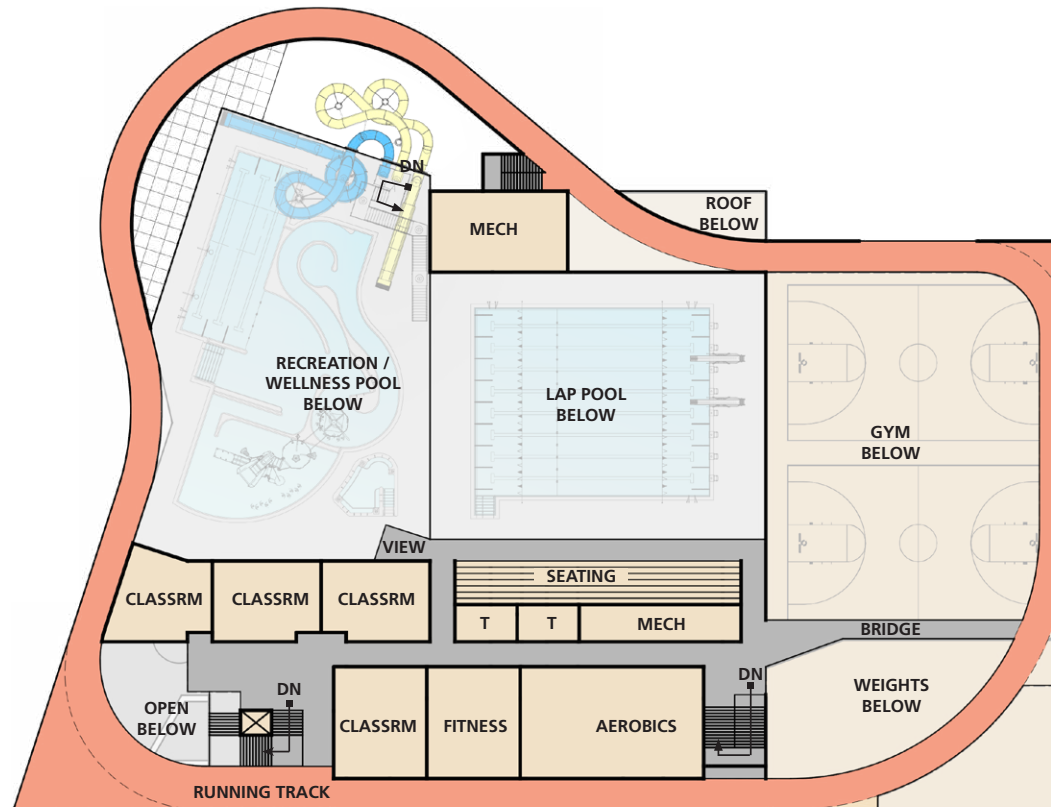 DN
ROOF
BELOW
MECH
RECREATION /
WELLNESS POOL
BELOW
LAP POOL
BELOW
GYM
BELOW
VIEW
SEATING
CLASSRM
CLASSRM
CLASSRM
T
T
MECH
BRIDGE
DN
DN
WEIGHTS
BELOW
OPEN
BELOW
CLASSRM
FITNESS
AEROBICS
RUNNING TRACK